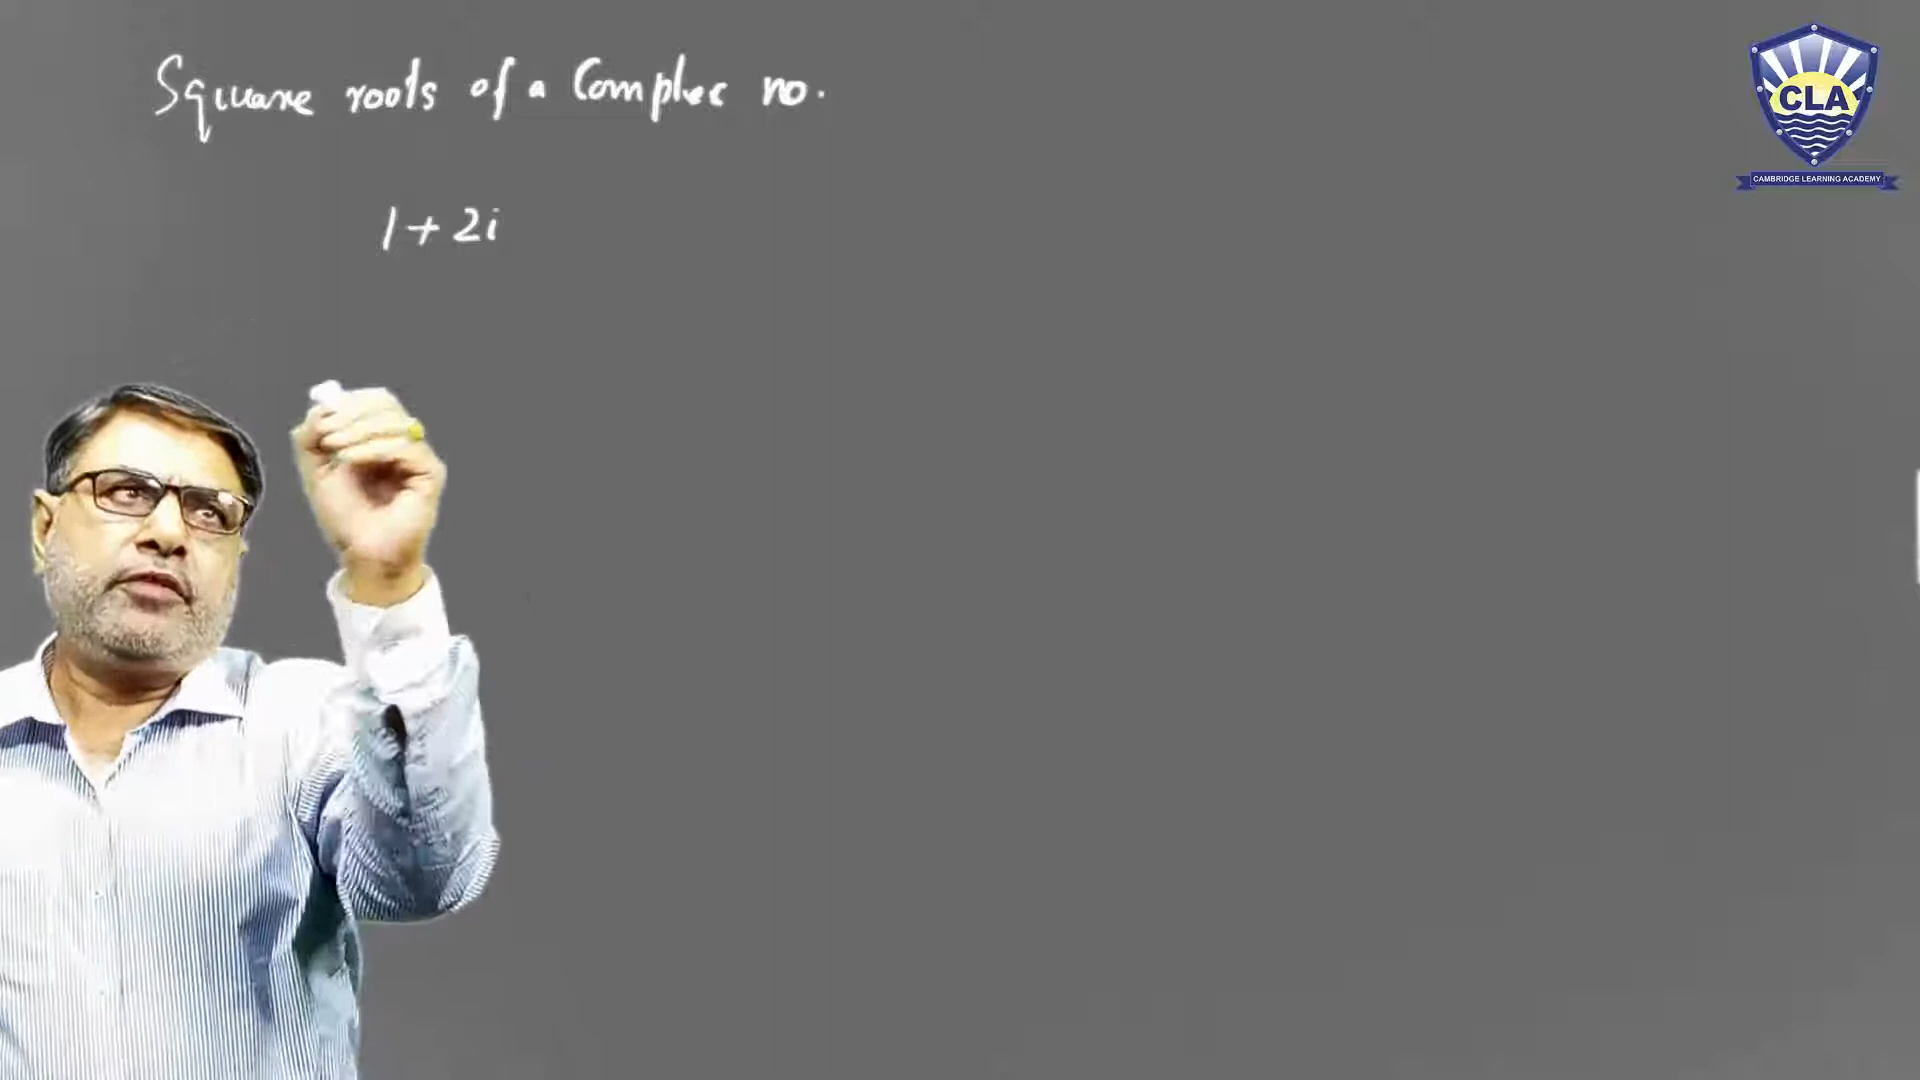 Square roots of a Complex no.
1 + 2i
CLA
CAMBRIDGE LEARNING ACADEMY